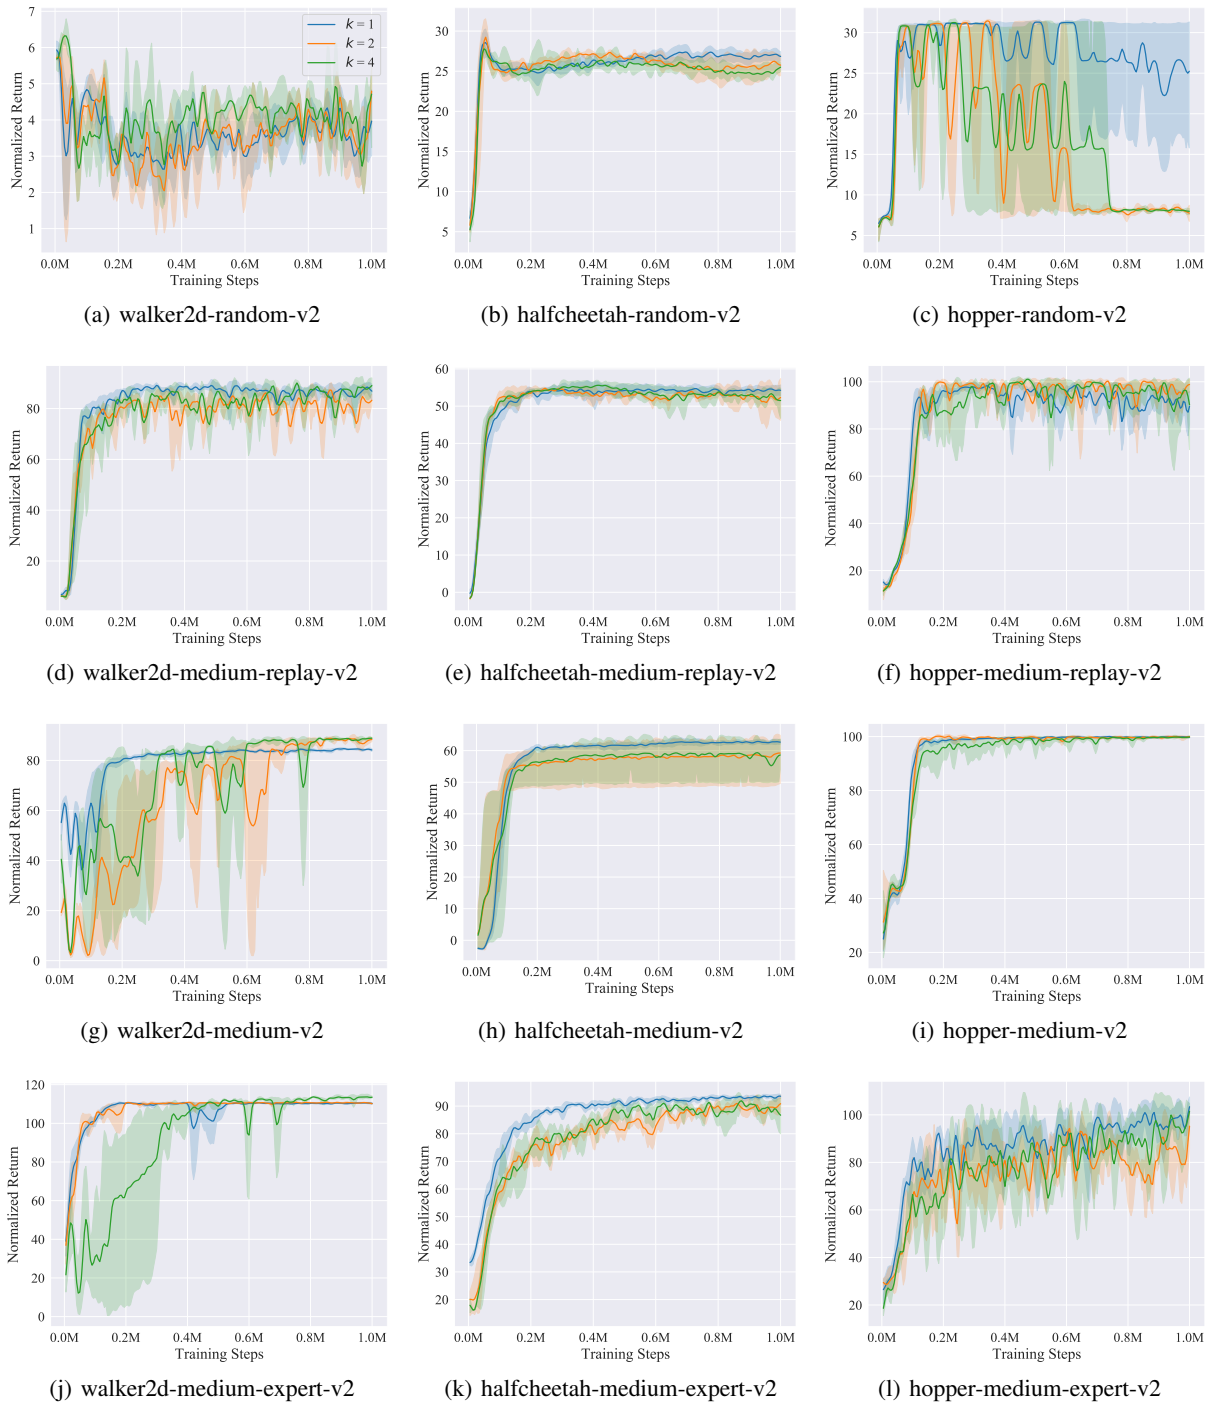 7
6
5
4
3
2
1
Normalized Return
0.0M 0.2M 0.4M 0.6M 0.8M 1.0M
Training Steps
k = 1
k = 2
k = 4
(a) walker2d-random-v2
30
25
20
15
10
5
Normalized Return
0.0M 0.2M 0.4M 0.6M 0.8M 1.0M
Training Steps
(b) halfcheetah-random-v2
30
25
20
15
10
5
Normalized Return
0.0M 0.2M 0.4M 0.6M 0.8M 1.0M
Training Steps
(c) hopper-random-v2
80
60
40
20
Normalized Return
0.0M 0.2M 0.4M 0.6M 0.8M 1.0M
Training Steps
(d) walker2d-medium-replay-v2
60
50
40
30
20
10
0
Normalized Return
0.0M 0.2M 0.4M 0.6M 0.8M 1.0M
Training Steps
(e) halfcheetah-medium-replay-v2
100
80
60
40
20
Normalized Return
0.0M 0.2M 0.4M 0.6M 0.8M 1.0M
Training Steps
(f) hopper-medium-replay-v2
80
60
40
20
0
Normalized Return
0.0M 0.2M 0.4M 0.6M 0.8M 1.0M
Training Steps
(g) walker2d-medium-v2
60
50
40
30
20
10
0
Normalized Return
0.0M 0.2M 0.4M 0.6M 0.8M 1.0M
Training Steps
(h) halfcheetah-medium-v2
100
80
60
40
20
Normalized Return
0.0M 0.2M 0.4M 0.6M 0.8M 1.0M
Training Steps
(i) hopper-medium-v2
120
100
80
60
40
20
0
Normalized Return
0.0M 0.2M 0.4M 0.6M 0.8M 1.0M
Training Steps
(j) walker2d-medium-expert-v2
90
80
70
60
50
40
30
20
Normalized Return
0.0M 0.2M 0.4M 0.6M 0.8M 1.0M
Training Steps
(k) halfcheetah-medium-expert-v2
100
80
60
40
20
Normalized Return
0.0M 0.2M 0.4M 0.6M 0.8M 1.0M
Training Steps
(l) hopper-medium-expert-v2